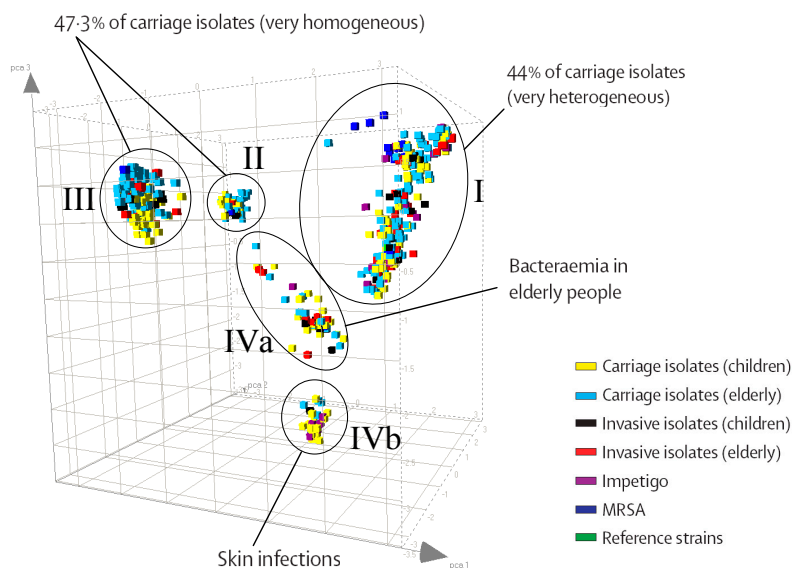 47·3% of carriage isolates (very homogeneous)
pca 3
44% of carriage isolates
(very heterogeneous)
II
III
I
Bacteraemia in
elderly people
IVa
pca 2
Carriage isolates (children)
Carriage isolates (elderly)
Invasive isolates (children)
Invasive isolates (elderly)
Impetigo
MRSA
Reference strains
IVb
Skin infections
pca 1